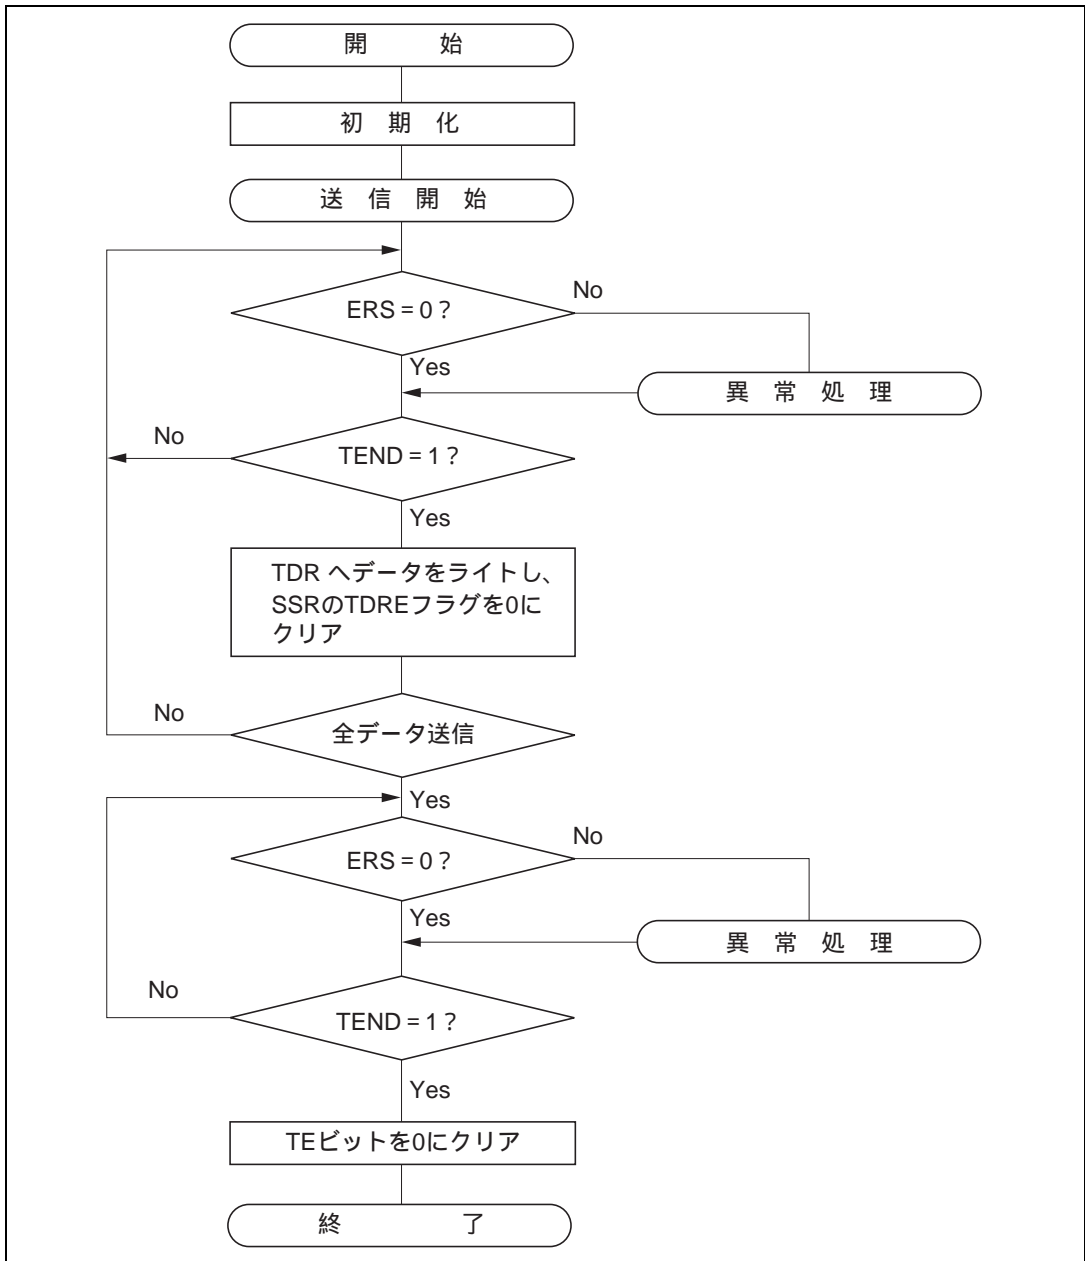 開 始
初 期 化
送 信 開 始
ERS = 0 ?
No
Yes
異 常 処 理
No
TEND = 1 ?
Yes
TDR へデータをライトし、
SSRのTDREフラグを0に
クリア
No
全データ送信
Yes
ERS = 0 ?
No
Yes
異 常 処 理
No
TEND = 1 ?
Yes
TEビットを0にクリア
終 了